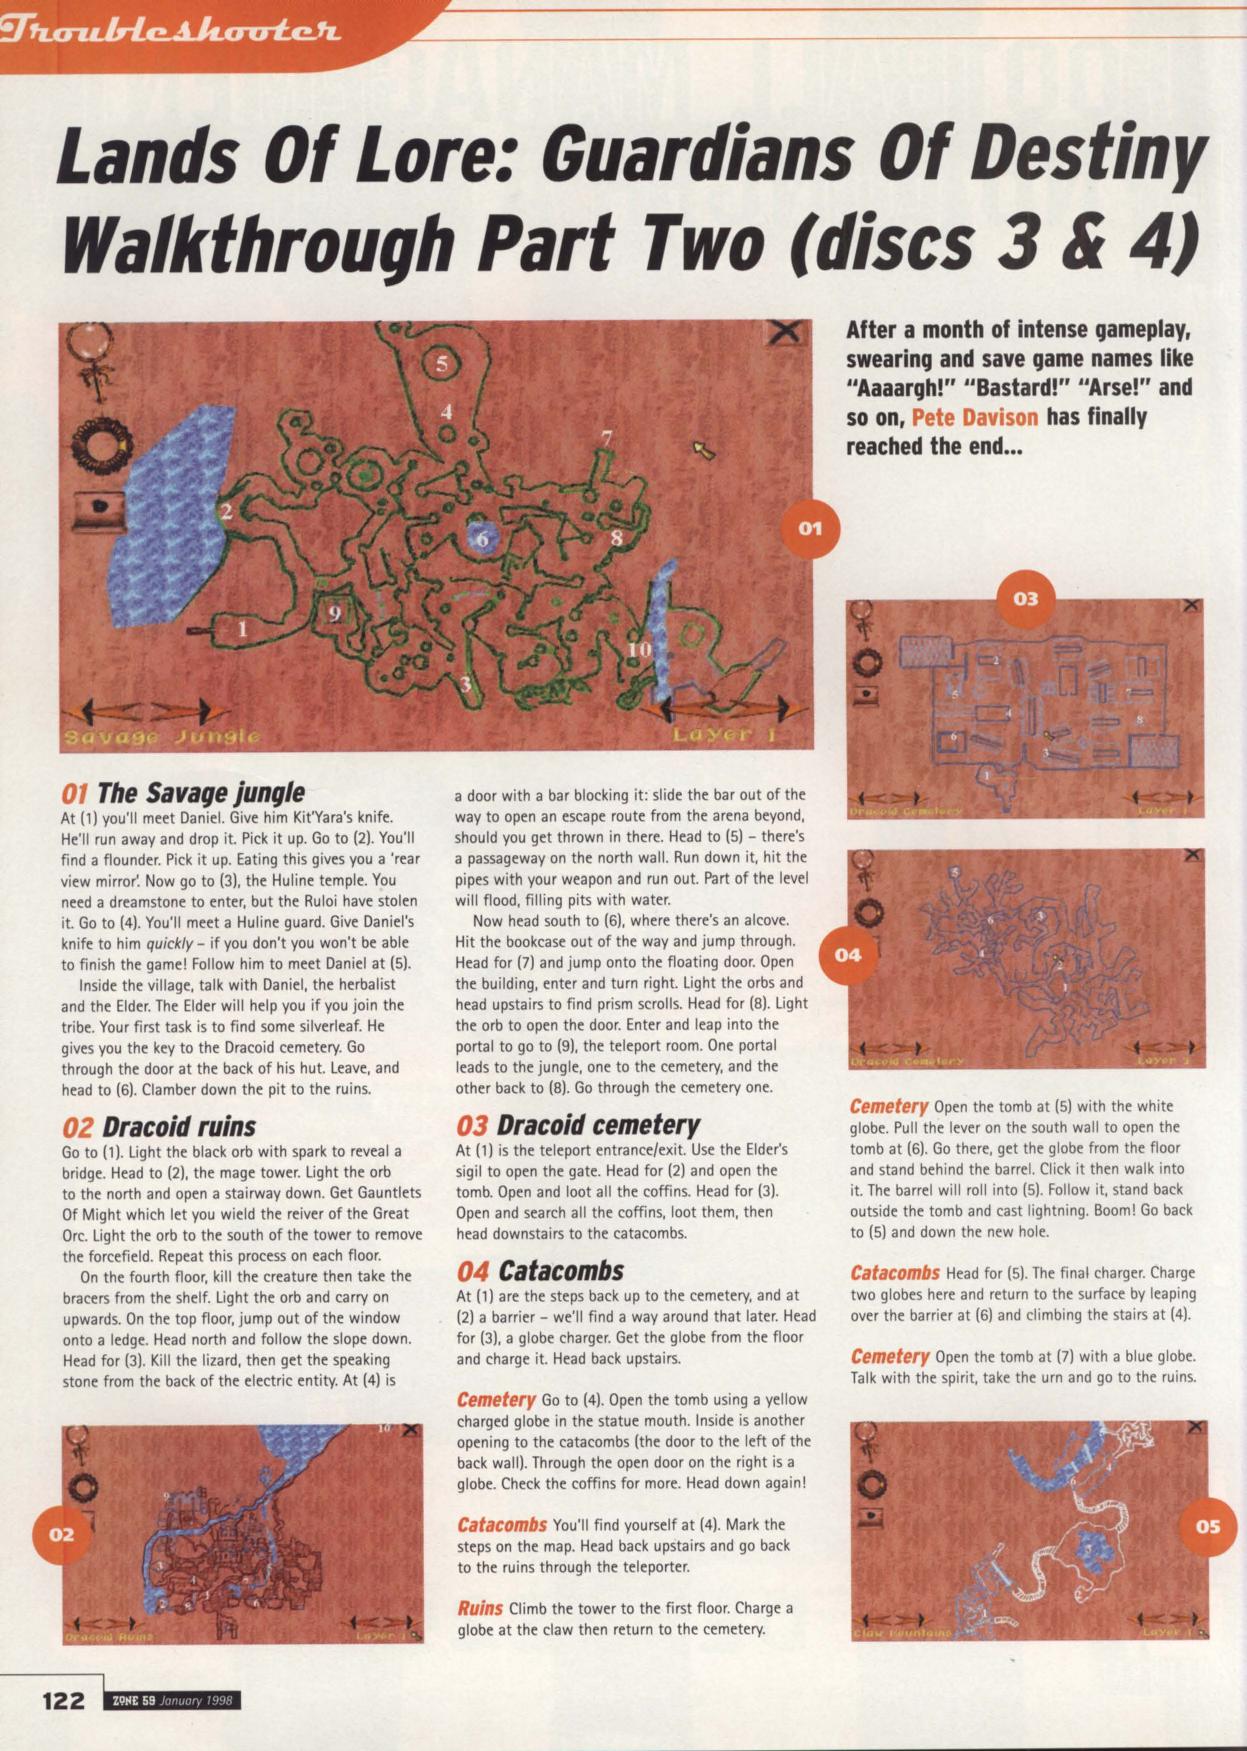 Troubleshooter
Lands Of Lore: Guardians Of Destiny
Walkthrough Part Two (discs 3 & 4)
After a month of intense gameplay,
swearing and save game names like
“Aaaargh!” “Bastard!” “Arse!” and
so on, Pete Davison has finally
reached the end...
5
4
7
2
6
8
9
1
10
3
Savage Jungle
Layer 1
01
03
2
5
4
7
8
6
3
1
Dracoid Cemetery
Layer 1
04
5
6
3
4
2
1
Dracoid Cemetery
01 The Savage jungle
At (1) you'll meet Daniel. Give him Kit'Yara's knife.
He'll run away and drop it. Pick it up. Go to (2). You'll
find a flounder. Pick it up. Eating this gives you a 'rear
view mirror'. Now go to (3), the Huline temple. You
need a dreamstone to enter, but the Ruloi have stolen
it. Go to (4). You'll meet a Huline guard. Give Daniel's
knife to him quickly – if you don't you won't be able
to finish the game! Follow him to meet Daniel at (5).
Inside the village, talk with Daniel, the herbalist
and the Elder. The Elder will help you if you join the
tribe. Your first task is to find some silverleaf. He
gives you the key to the Dracoid cemetery. Go
through the door at the back of his hut. Leave, and
head to (6). Clamber down the pit to the ruins.
02 Dracoid ruins
Go to (1). Light the black orb with spark to reveal a
bridge. Head to (2), the mage tower. Light the orb
to the north and open a stairway down. Get Gauntlets
Of Might which let you wield the reiver of the Great
Orc. Light the orb to the south of the tower to remove
the forcefield. Repeat this process on each floor.
On the fourth floor, kill the creature then take the
bracers from the shelf. Light the orb and carry on
upwards. On the top floor, jump out of the window
onto a ledge. Head north and follow the slope down.
Head for (3). Kill the lizard, then get the speaking
stone from the back of the electric entity. At (4) is
a door with a bar blocking it: slide the bar out of the
way to open an escape route from the arena beyond,
should you get thrown in there. Head to (5) – there's
a passageway on the north wall. Run down it, hit the
pipes with your weapon and run out. Part of the level
will flood, filling pits with water.
Now head south to (6), where there's an alcove.
Hit the bookcase out of the way and jump through.
Head for (7) and jump onto the floating door. Open
the building, enter and turn right. Light the orbs and
head upstairs to find prism scrolls. Head for (8). Light
the orb to open the door. Enter and leap into the
portal to go to (9), the teleport room. One portal
leads to the jungle, one to the cemetery, and the
other back to (8). Go through the cemetery one.
03 Dracoid cemetery
At (1) is the teleport entrance/exit. Use the Elder's
sigil to open the gate. Head for (2) and open the
tomb. Open and loot all the coffins. Head for (3).
Open and search all the coffins, loot them, then
head downstairs to the catacombs.
04 Catacombs
At (1) are the steps back up to the cemetery, and at
(2) a barrier – we'll find a way around that later. Head
for (3), a globe charger. Get the globe from the floor
and charge it. Head back upstairs.
Cemetery Go to (4). Open the tomb using a yellow
charged globe in the statue mouth. Inside is another
opening to the catacombs (the door to the left of the
back wall). Through the open door on the right is a
globe. Check the coffins for more. Head down again!
Catacombs You'll find yourself at (4). Mark the
steps on the map. Head back upstairs and go back
to the ruins through the teleporter.
Ruins Climb the tower to the first floor. Charge a
globe at the claw then return to the cemetery.
Cemetery Open the tomb at (5) with the white
globe. Pull the lever on the south wall to open the
tomb at (6). Go there, get the globe from the floor
and stand behind the barrel. Click it then walk into
it. The barrel will roll into (5). Follow it, stand back
outside the tomb and cast lightning. Boom! Go back
to (5) and down the new hole.
Catacombs Head for (5). The final charger. Charge
two globes here and return to the surface by leaping
over the barrier at (6) and climbing the stairs at (4).
Cemetery Open the tomb at (7) with a blue globe.
Talk with the spirit, take the urn and go to the ruins.
10
02
Dracoid Ruins
Layer 1
05
Claw Mountains
Layer 1
122
ZONE 59 January 1998